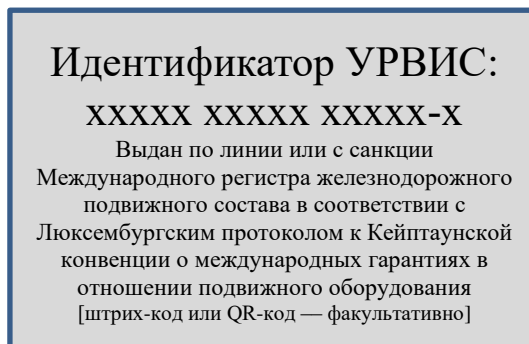 Идентификатор УРВИС:
xxxxx xxxxx xxxxx-x
Выдан по линии или с санкции
Международного регистра железнодорожного
подвижного состава в соответствии с
Люксембургским протоколом к Кейптаунской
конвенции о международных гарантиях в
отношении подвижного оборудования
[штрих-код или QR-код — факультативно]